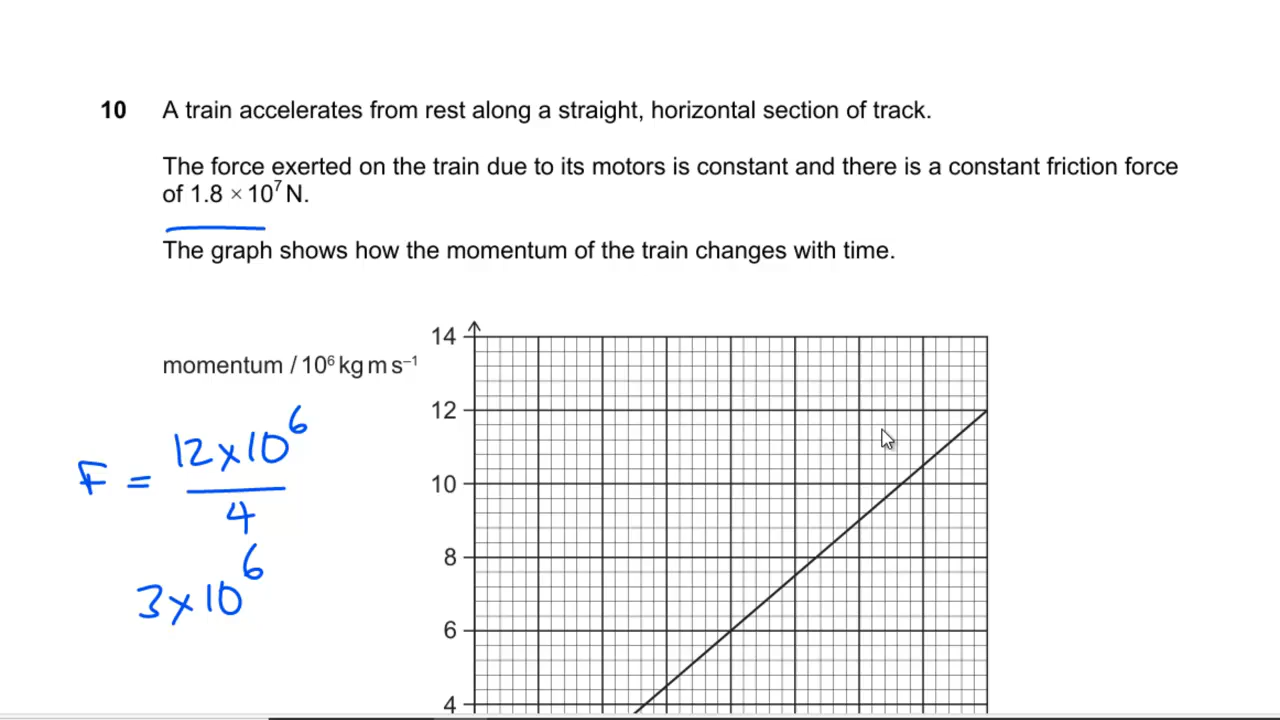 10 A train accelerates from rest along a straight, horizontal section of track.
The force exerted on the train due to its motors is constant and there is a constant friction force
of 1.8 × 10⁷ N.
The graph shows how the momentum of the train changes with time.
14
momentum / 10⁶ kg m s⁻¹
12
F = 12 × 10⁶ / 4
10
8
3 × 10⁶
6
4